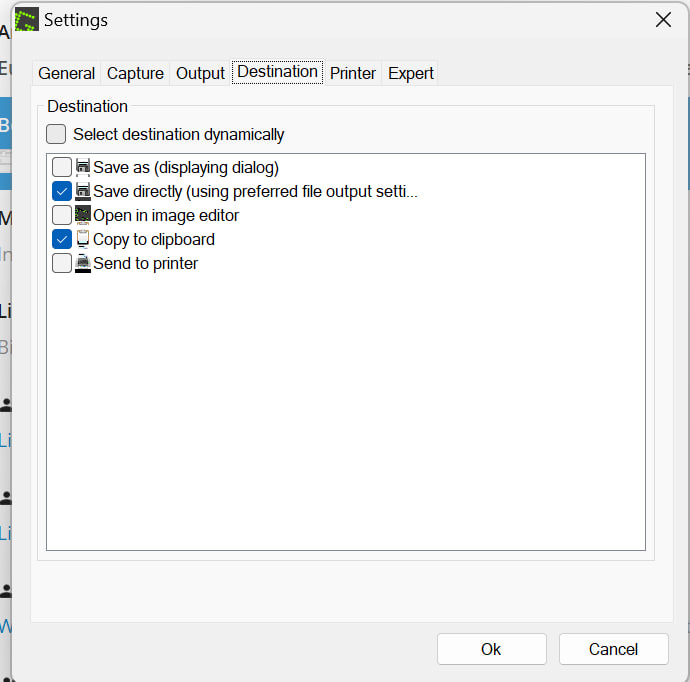 Settings
General Capture Output Destination Printer Expert
Destination
Select destination dynamically
Save as (displaying dialog)
Save directly (using preferred file output setti...
Open in image editor
Copy to clipboard
Send to printer
Ok Cancel